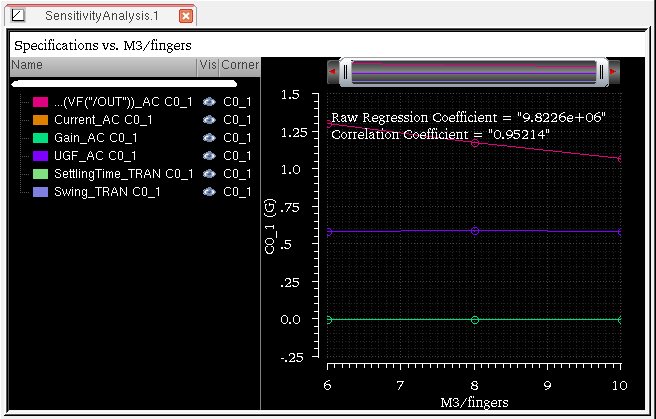 SensitivityAnalysis.1
Specifications vs. M3/fingers
Name Vis Corner
...(VF("/OUT"))_AC C0_1 C0_1
Current_AC C0_1 C0_1
Gain_AC C0_1 C0_1
UGF_AC C0_1 C0_1
SettlingTime_TRAN C0_1 C0_1
Swing_TRAN C0_1 C0_1
Raw Regression Coefficient = "9.8226e+06"
Correlation Coefficient = "0.95214"
1.5
1.25
1.0
.75
.5
.25
0.0
-.25
C0_1 (G)
6 7 8 9 10
M3/fingers